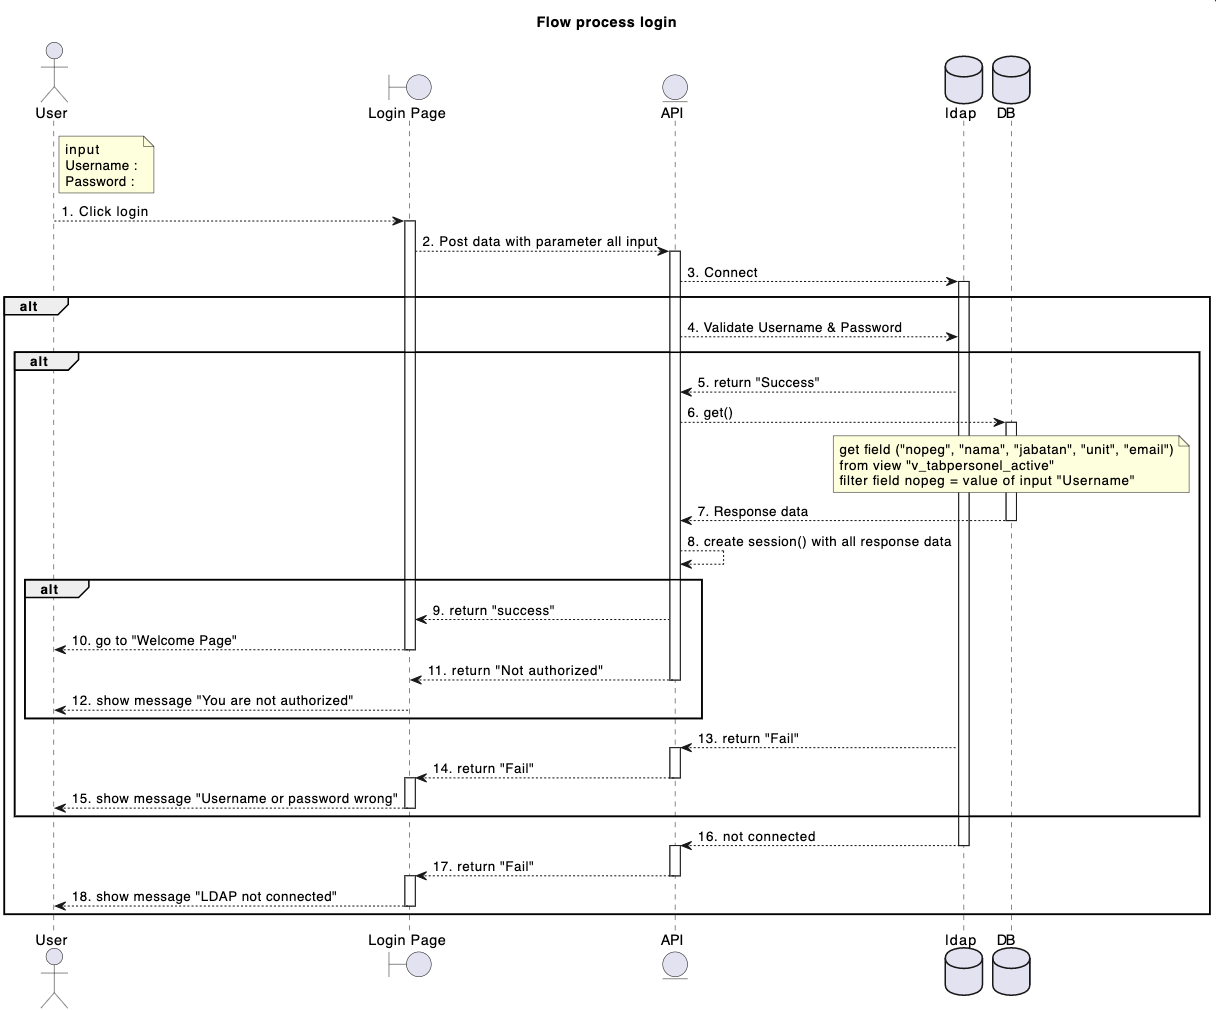 Flow process login
User
Login Page
API
ldap
DB
input
Username :
Password :
1. Click login
2. Post data with parameter all input
3. Connect
alt
4. Validate Username & Password
alt
5. return "Success"
6. get()
get field ("nopeg", "nama", "jabatan", "unit", "email")
from view "v_tabpersonel_active"
filter field nopeg = value of input "Username"
7. Response data
8. create session() with all response data
alt
9. return "success"
10. go to "Welcome Page"
11. return "Not authorized"
12. show message "You are not authorized"
13. return "Fail"
14. return "Fail"
15. show message "Username or password wrong"
16. not connected
17. return "Fail"
18. show message "LDAP not connected"
User
Login Page
API
ldap
DB